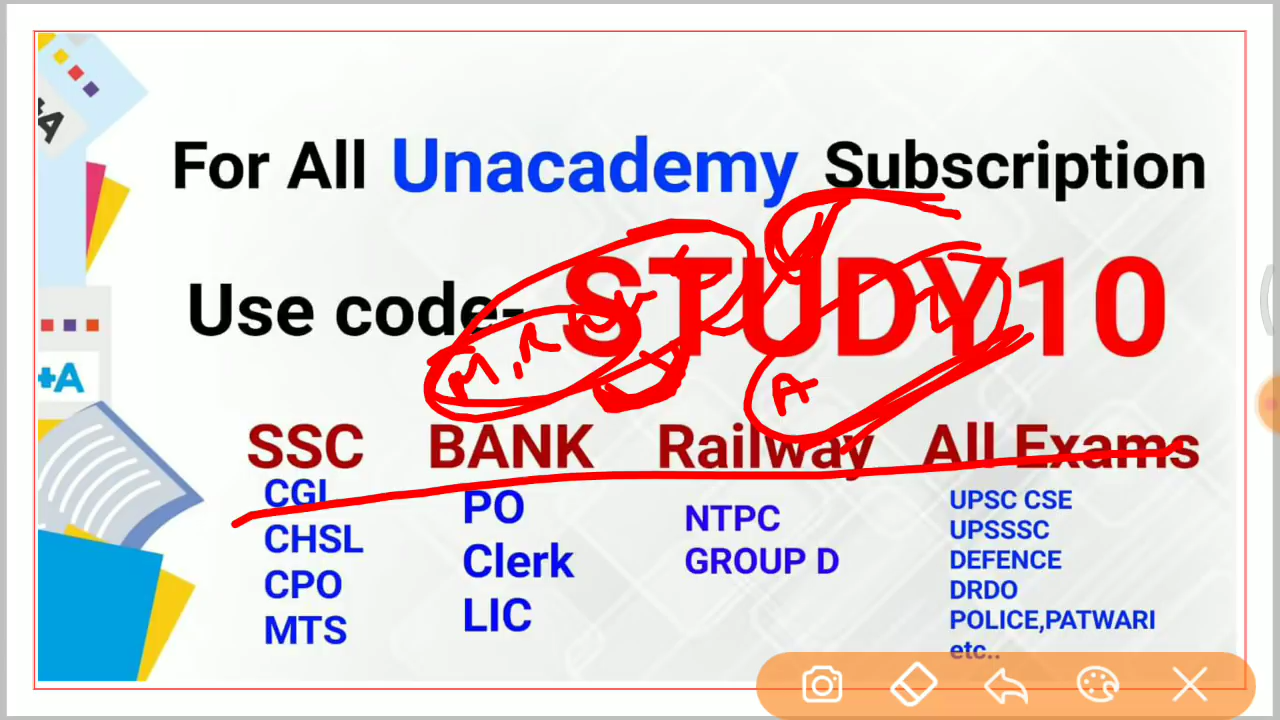 +A
For All Unacademy Subscription
Use code- STUDY10
+A
SSC BANK Railway All Exams
CGL PO NTPC UPSC CSE
CHSL Clerk GROUP D UPSSSC
CPO LIC DEFENCE
MTS DRDO
POLICE,PATWARI
etc..
A